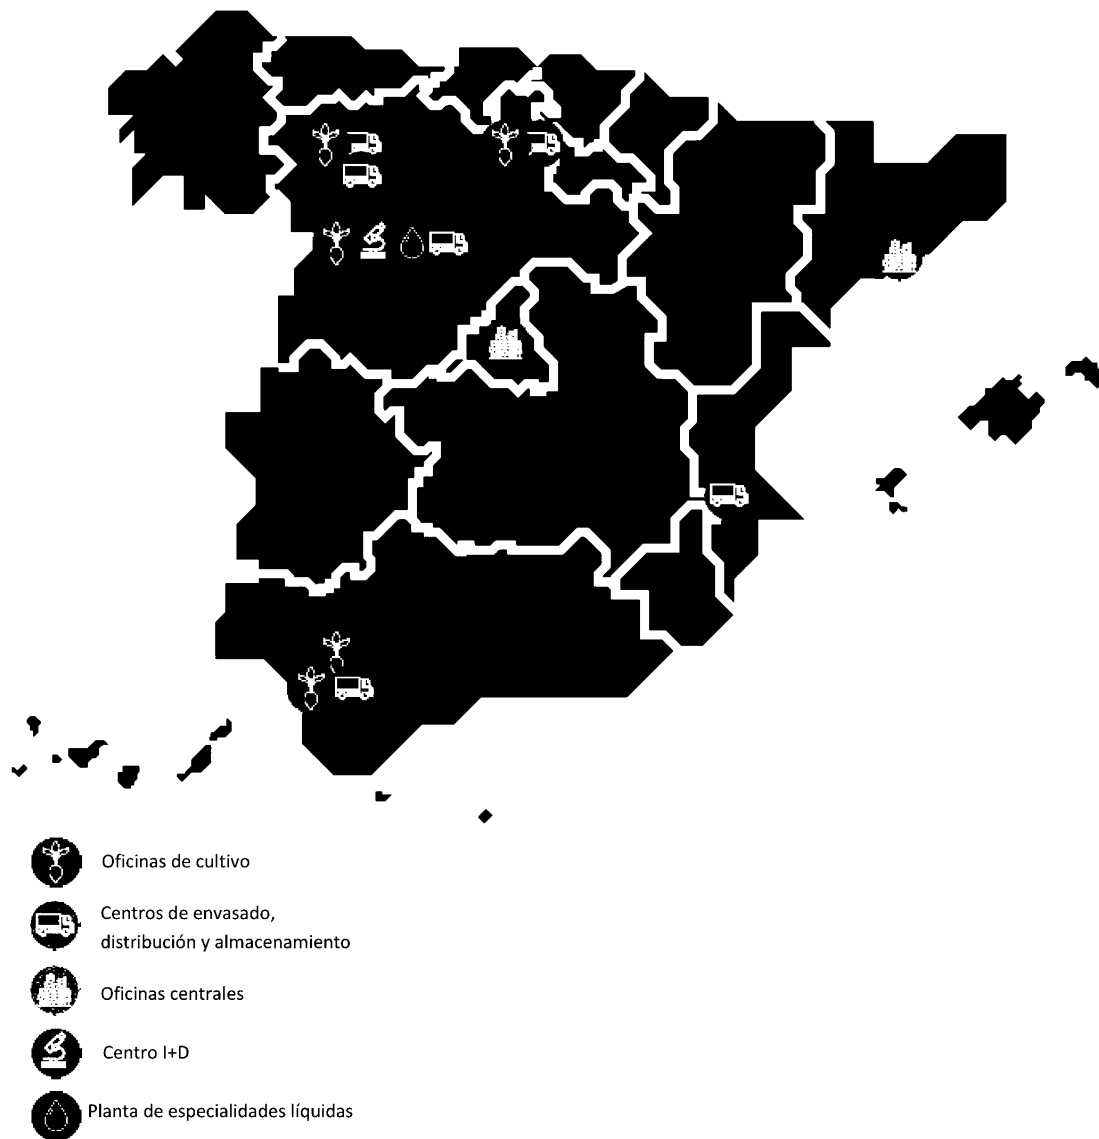 Oficinas de cultivo
Centros de envasado,
distribución y almacenamiento
Oficinas centrales
Centro I+D
Planta de especialidades líquidas